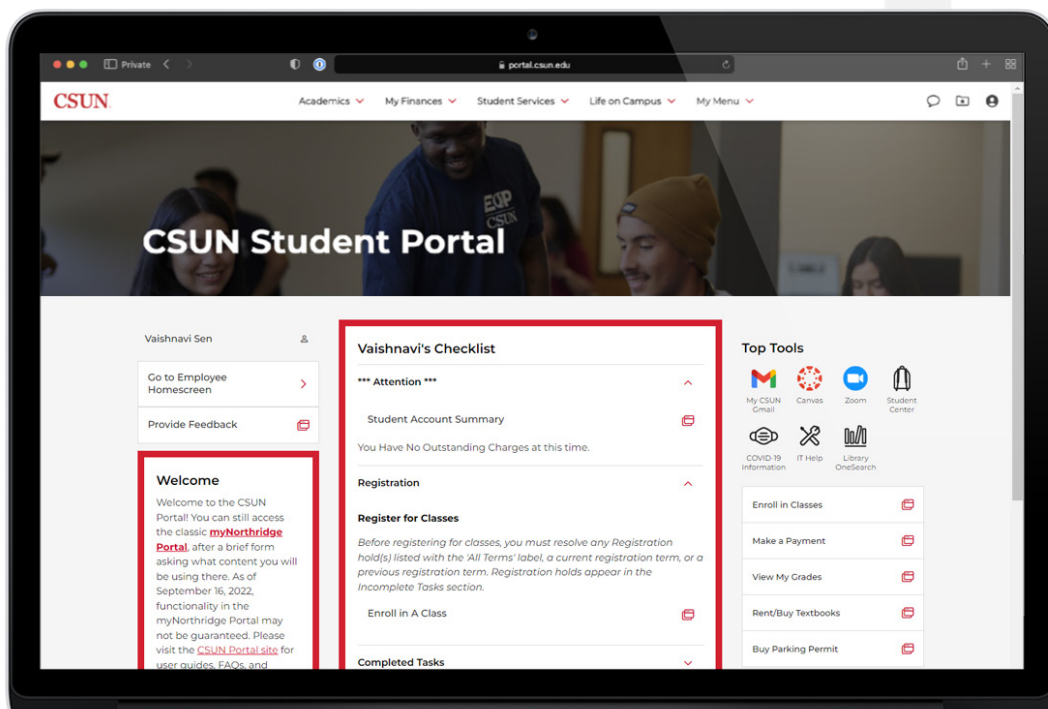 Private
portal.csun.edu
CSUN
Academics
My Finances
Student Services
Life on Campus
My Menu
EOP
CSUN
CSUN Student Portal
Vaishnavi Sen
Go to Employee
Homescreen
Provide Feedback
Welcome
Welcome to the CSUN
Portal! You can still access
the classic myNorthridge
Portal, after a brief form
asking what content you will
be using there. As of
September 16, 2022,
functionality in the
myNorthridge Portal may
not be guaranteed. Please
visit the CSUN Portal site for
user guides, FAQs, and
Vaishnavi's Checklist
*** Attention ***
Student Account Summary
You Have No Outstanding Charges at this time.
Registration
Register for Classes
Before registering for classes, you must resolve any Registration
hold(s) listed with the 'All Terms' label, a current registration term, or a
previous registration term. Registration holds appear in the
Incomplete Tasks section.
Enroll in A Class
Completed Tasks
Top Tools
My CSUN
Gmail
Canvas
Zoom
Student
Center
COVID-19
Information
IT Help
Library
OneSearch
Enroll in Classes
Make a Payment
View My Grades
Rent/Buy Textbooks
Buy Parking Permit